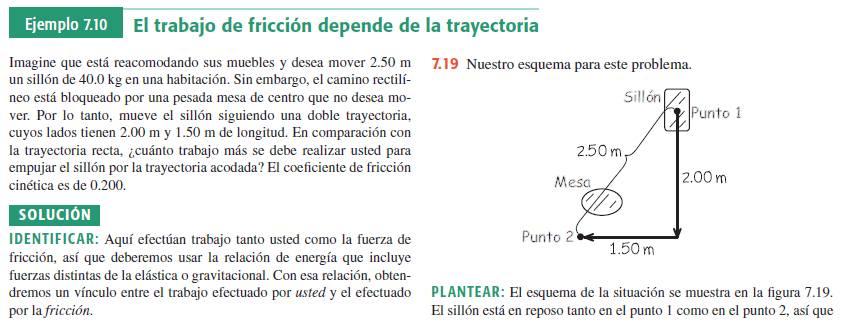 Ejemplo 7.10 El trabajo de fricción depende de la trayectoria
Imagine que está reacomodando sus muebles y desea mover 2.50 m
un sillón de 40.0 kg en una habitación. Sin embargo, el camino rectilí-
neo está bloqueado por una pesada mesa de centro que no desea mo-
ver. Por lo tanto, mueve el sillón siguiendo una doble trayectoria,
cuyos lados tienen 2.00 m y 1.50 m de longitud. En comparación con
la trayectoria recta, ¿cuánto trabajo más se debe realizar usted para
empujar el sillón por la trayectoria acodada? El coeficiente de fricción
cinética es de 0.200.
SOLUCIÓN
IDENTIFICAR: Aquí efectúan trabajo tanto usted como la fuerza de
fricción, así que deberemos usar la relación de energía que incluye
fuerzas distintas de la elástica o gravitacional. Con esa relación, obten-
dremos un vínculo entre el trabajo efectuado por usted y el efectuado
por la fricción.
7.19 Nuestro esquema para este problema.
Sillón
Punto 1
2.50 m
Mesa
2.00 m
Punto 2
1.50 m
PLANTEAR: El esquema de la situación se muestra en la figura 7.19.
El sillón está en reposo tanto en el punto 1 como en el punto 2, así que